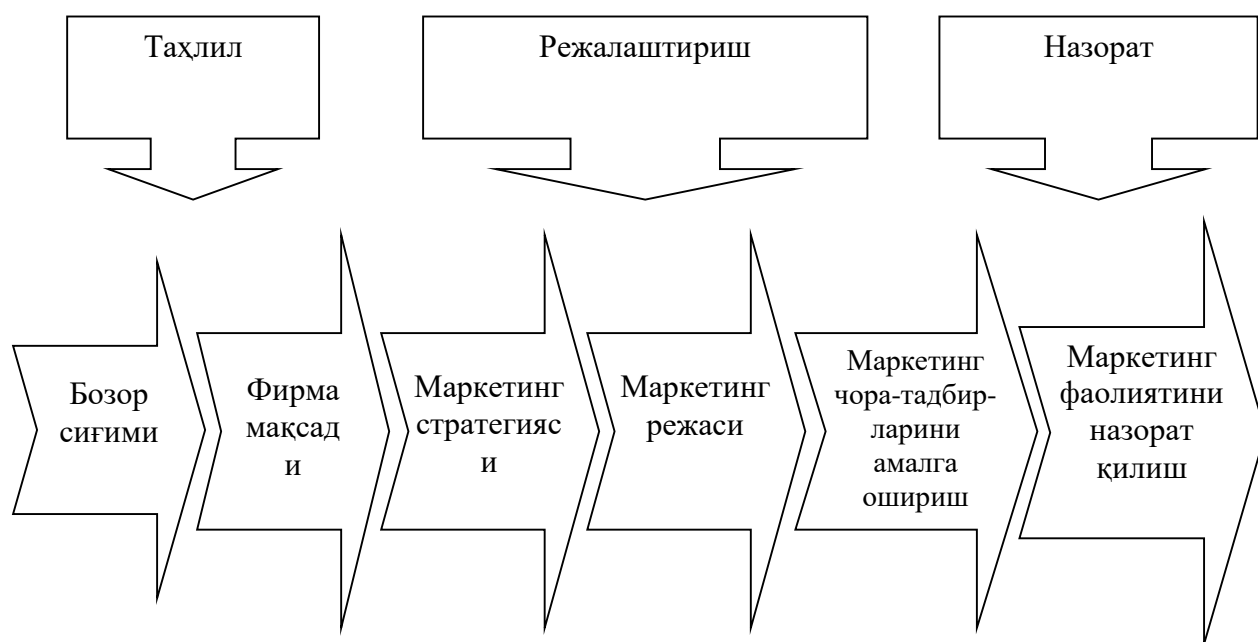 Таҳлил
Режалаштириш
Назорат
Бозор
сиғими
Фирма
мақсад
и
Маркетинг
стратегияс
и
Маркетинг
режаси
Маркетинг
чора-тадбир-
ларини
амалга
ошириш
Маркетинг
фаолиятини
назорат
қилиш